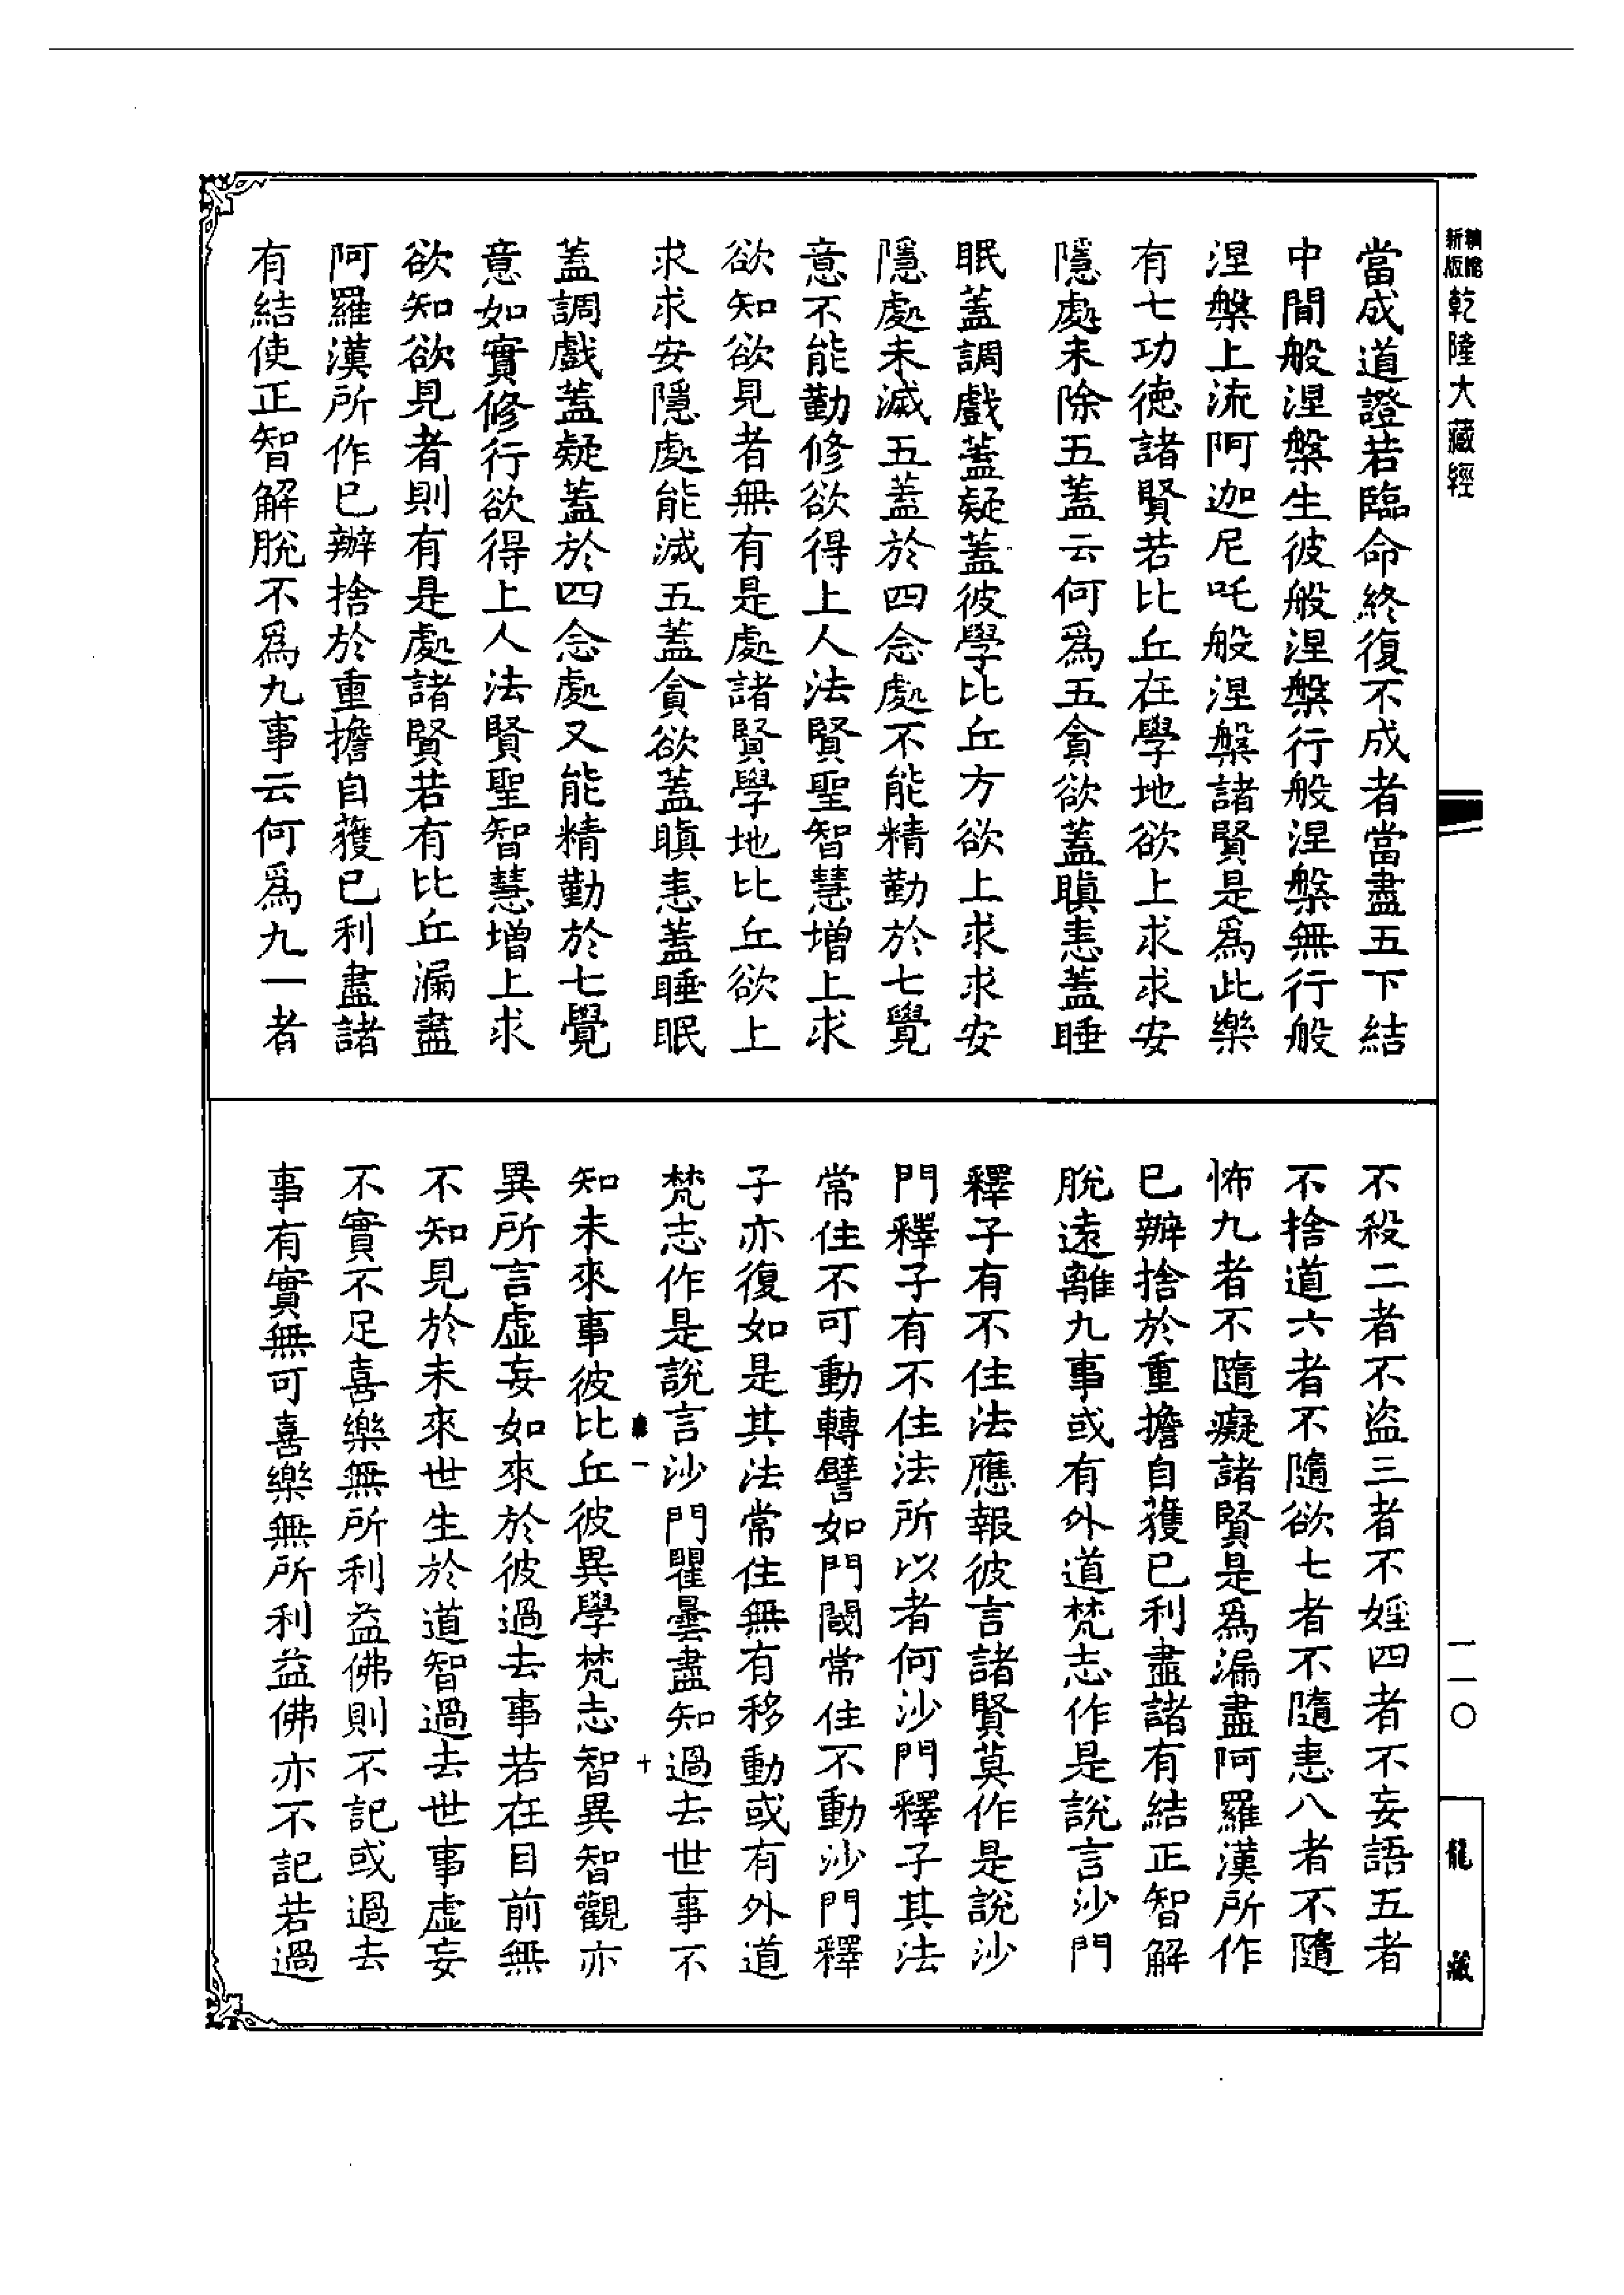 新版
精縮
乾隆大藏經
當成道證若臨命終復不成者當盡五下結
中間般涅槃生彼般涅槃行般涅槃無行般
涅槃上流阿迦尼吒般涅槃諸賢是爲此樂
有七功德諸賢若比丘在學地欲上求求安
隱處未除五蓋云何爲五貪欲蓋瞋恚蓋睡
眠蓋調戲蓋疑蓋彼學比丘方欲上求求安
隱處未滅五蓋於四念處不能精勤於七覺
意不能勤修欲得上人法賢聖智慧增上求
欲知欲見者無有是處諸賢學地比丘欲上
求求安隱處能滅五蓋貪欲蓋瞋恚蓋睡眠
蓋調戲蓋疑蓋於四念處又能精勤於七覺
意如實修行欲得上人法賢聖智慧增上求
欲知欲見者則有是處諸賢若有比丘漏盡
阿羅漢所作已辦捨於重擔自獲已利盡諸
有結使正智解脫不爲九事云何爲九一者
不殺二者不盜三者不婬四者不妄語五者
不捨道六者不隨欲七者不隨恚八者不隨
怖九者不隨癡諸賢是爲漏盡阿羅漢所作
已辦捨於重擔自獲已利盡諸有結正智解
脫遠離九事或有外道梵志作是說言沙門
釋子有不住法應報彼言諸賢莫作是說沙
門釋子有不住法所以者何沙門釋子其法
常住不可動轉譬如門閫常住不動沙門釋
子亦復如是其法常住無有移動或有外道
梵志作是說言沙門瞿曇盡知過去世事不
一
十
知未來事彼比丘彼異學梵志智異智觀亦
異所言虛妄如來於彼過去事若在目前無
不知見於未來世生於道智過去世事虛妄
不實不足喜樂無所利益佛則不記或過去
事有實無可喜樂無所利益佛亦不記若過
一一〇
龍藏